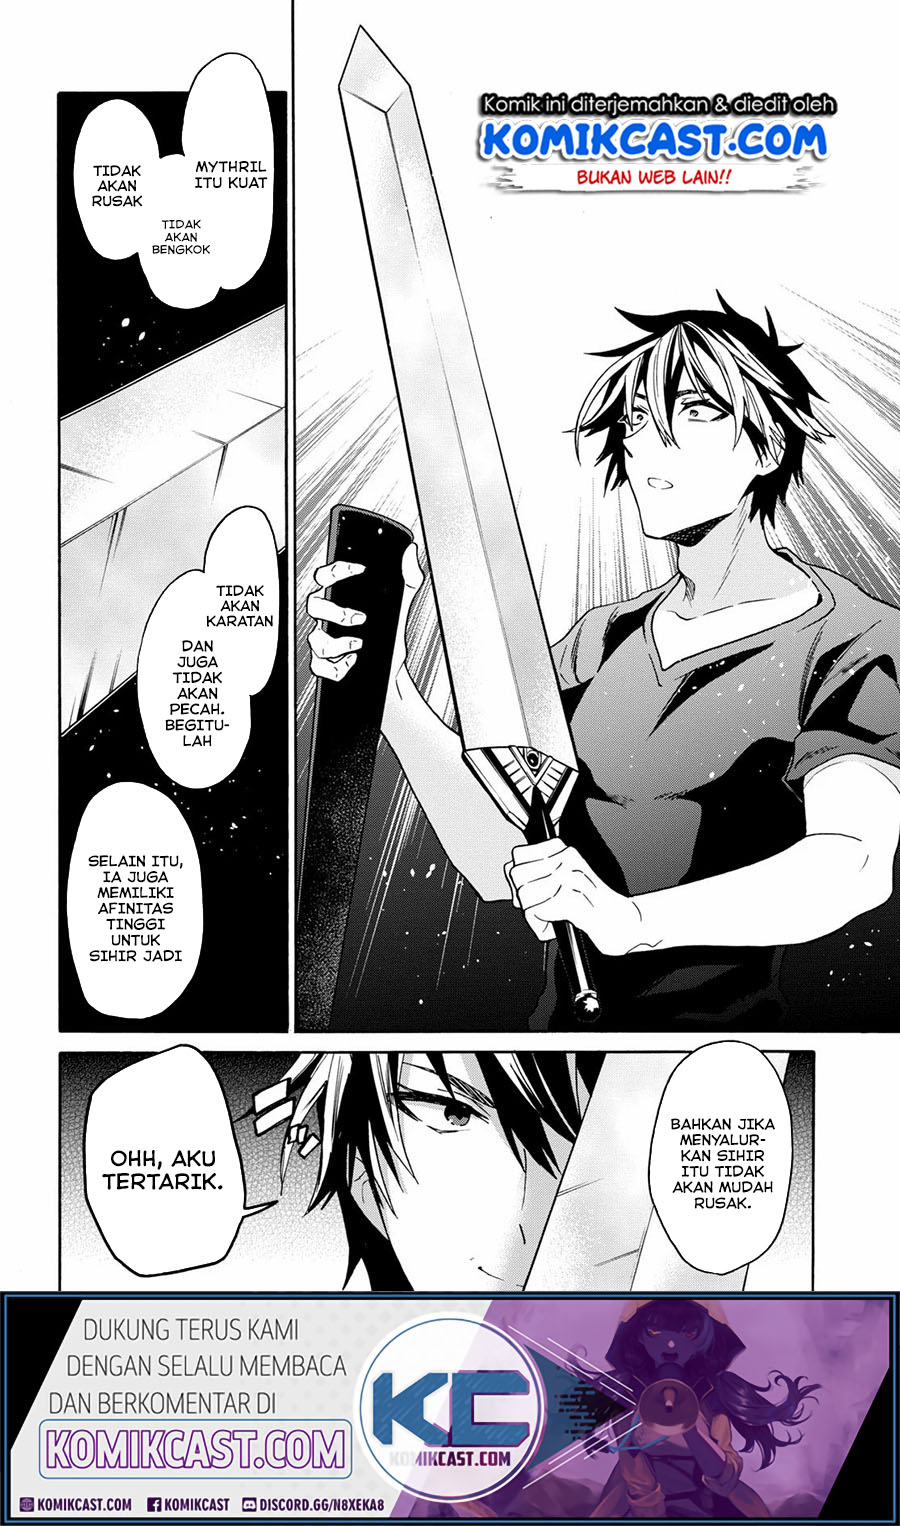 Komik ini diterjemahkan & diedit oleh
KOMIKCAST.COM
BUKAN WEB LAIN!!
MYTHRIL
ITU KUAT
TIDAK
AKAN
BENGKOK
TIDAK
AKAN
RUSAK
TIDAK
AKAN
KARATAN
DAN
JUGA
TIDAK
AKAN
PECAH.
BEGITU-
LAH
SELAIN ITU,
IA JUGA
MEMILIKI
AFINITAS
TINGGI
UNTUK
SIHIR JADI
BAHKAN JIKA
MENYALUR-
KAN SIHIR
ITU TIDAK
AKAN MUDAH
RUSAK.
OHH, AKU
TERTARIK.
DUKUNG TERUS KAMI
DENGAN SELALU MEMBACA
DAN BERKOMENTAR DI
KOMIKCAST.COM
KOMIKCAST.COM
KOMIKCAST
DISCORD.GG/N8XEKA8
KC
KOMIKCAST.COM